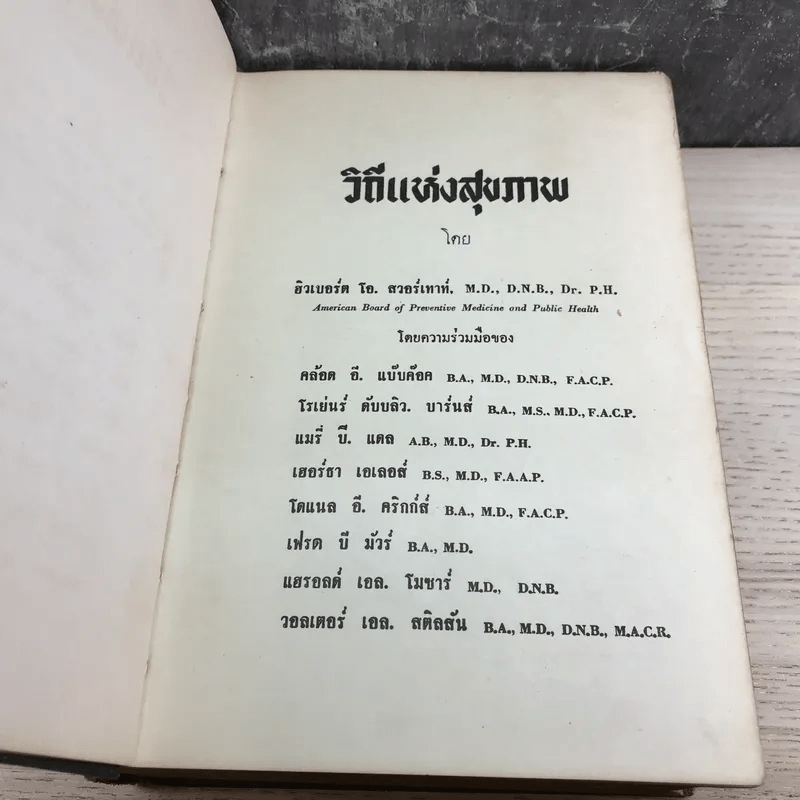 วิถีแห่งสุขภาพ
โดย
ฮิวเบอร์ต โอ. สวอร์เทาท์, M.D., D.N.B., Dr. P.H.
American Board of Preventive Medicine and Public Health
โดยความร่วมมือของ
คล้อต อี. แบ๊บค๊อค B.A., M.D., D.N.B., F.A.C.P.
โรเย่นร์ ดับบลิว. บาร์นส์ B.A., M.S., M.D., F.A.C.P.
แมรี่ บี. แดล A.B., M.D., Dr. P.H.
เฮอร์ธา เอเลอส์ B.S., M.D., F.A.A.P.
โดแนล อี. คริกก์ส์ B.A., M.D., F.A.C.P.
เฟรด บี มัวร์ B.A., M.D.
แฮรอลด์ เอล. โมซาร์ M.D., D.N.B.
วอลเตอร์ เอล. สติลสัน B.A., M.D., D.N.B., M.A.C.R.